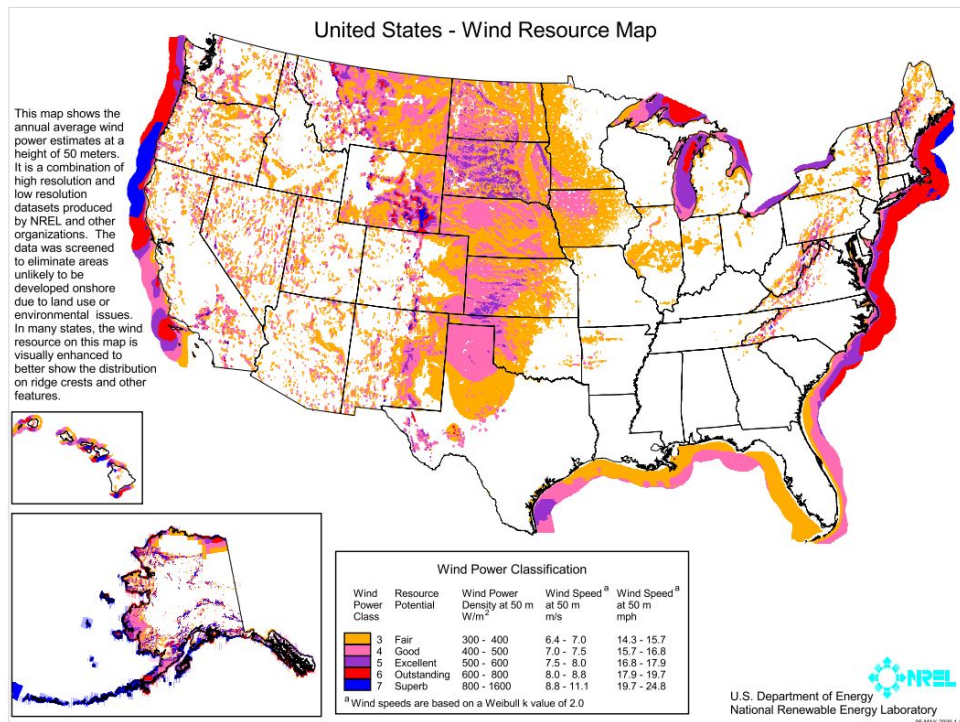 United States - Wind Resource Map
This map shows the
annual average wind
power estimates at a
height of 50 meters.
It is a combination of
high resolution and
low resolution
datasets produced
by NREL and other
organizations. The
data was screened
to eliminate areas
unlikely to be
developed onshore
due to land use or
environmental issues.
In many states, the wind
resource on this map is
visually enhanced to
better show the distribution
on ridge crests and other
features.
Wind Power Classification
Wind Resource Wind Power Wind Speed a Wind Speed a
Power Potential Density at 50 m at 50 m at 50 m
Class W/m2 m/s mph
3 Fair 300 - 400 6.4 - 7.0 14.3 - 15.7
4 Good 400 - 500 7.0 - 7.5 15.7 - 16.8
5 Excellent 500 - 600 7.5 - 8.0 16.8 - 17.9
6 Outstanding 600 - 800 8.0 - 8.8 17.9 - 19.7
7 Superb 800 - 1600 8.8 - 11.1 19.7 - 24.8
a Wind speeds are based on a Weibull k value of 2.0
NREL
U.S. Department of Energy
National Renewable Energy Laboratory